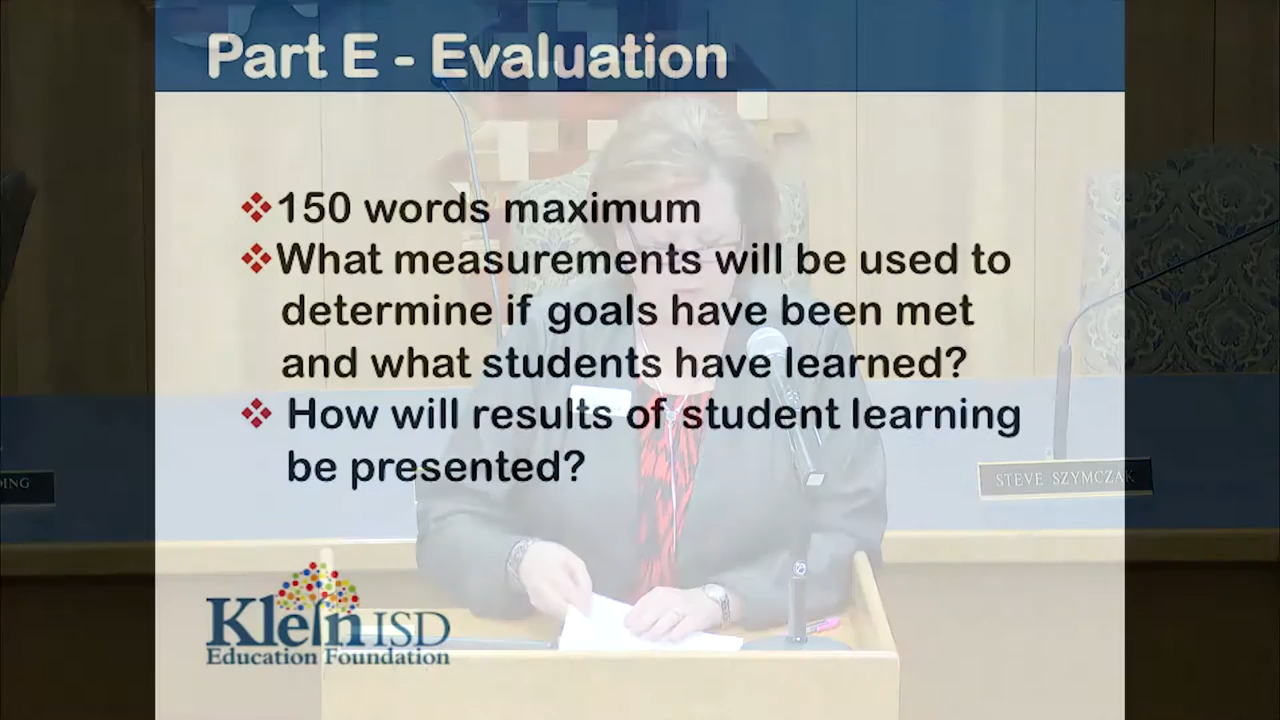 Part E - Evaluation
150 words maximum
What measurements will be used to
determine if goals have been met
and what students have learned?
How will results of student learning
be presented?
ING
STEVE SZYMCZAK
Klein ISD
Education Foundation